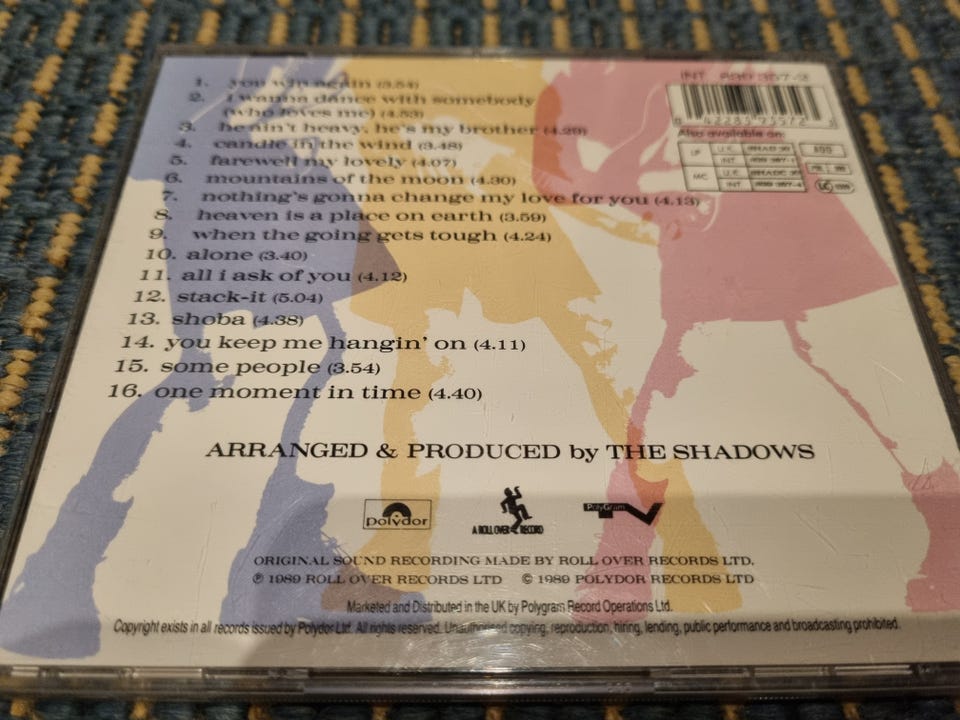 1. you win again (3.54)
2. i wanna dance with somebody
(who loves me) (4.53)
3. he ain't heavy, he's my brother (4.29)
4. candle in the wind (3.48)
5. farewell my lovely (4.07)
6. mountains of the moon (4.30)
7. nothing's gonna change my love for you (4.13)
8. heaven is a place on earth (3.59)
9. when the going gets tough (4.24)
10. alone (3.40)
11. all i ask of you (4.12)
12. stack-it (5.04)
13. shoba (4.38)
14. you keep me hangin' on (4.11)
15. some people (3.54)
16. one moment in time (4.40)
INT. 839 357-2
Also available on:
LP U.K.
INT.
MC U.K.
INT
ARRANGED & PRODUCED by THE SHADOWS
polydor
A ROLL OVER RECORD
PolyGram TV
ORIGINAL SOUND RECORDING MADE BY ROLL OVER RECORDS LTD.
℗ 1989 ROLL OVER RECORDS LTD © 1989 POLYDOR RECORDS LTD
Marketed and Distributed in the UK by Polygram Record Operations Ltd.
Copyright exists in all records issued by Polydor Ltd. All rights reserved. Unauthorised copying, reproduction, hiring, lending, public performance and broadcasting prohibited.